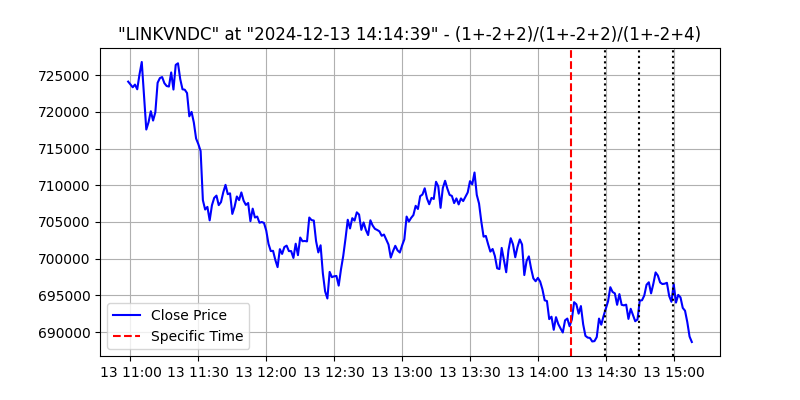 "LINKVNDC" at "2024-12-13 14:14:39" - (1+-2+2)/(1+-2+2)/(1+-2+4)
725000
720000
715000
710000
705000
700000
695000
690000
Close Price
Specific Time
13 11:00 13 11:30 13 12:00 13 12:30 13 13:00 13 13:30 13 14:00 13 14:30 13 15:00